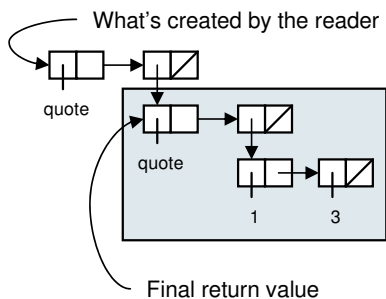 What's created by the reader
quote
quote
1 3
Final return value